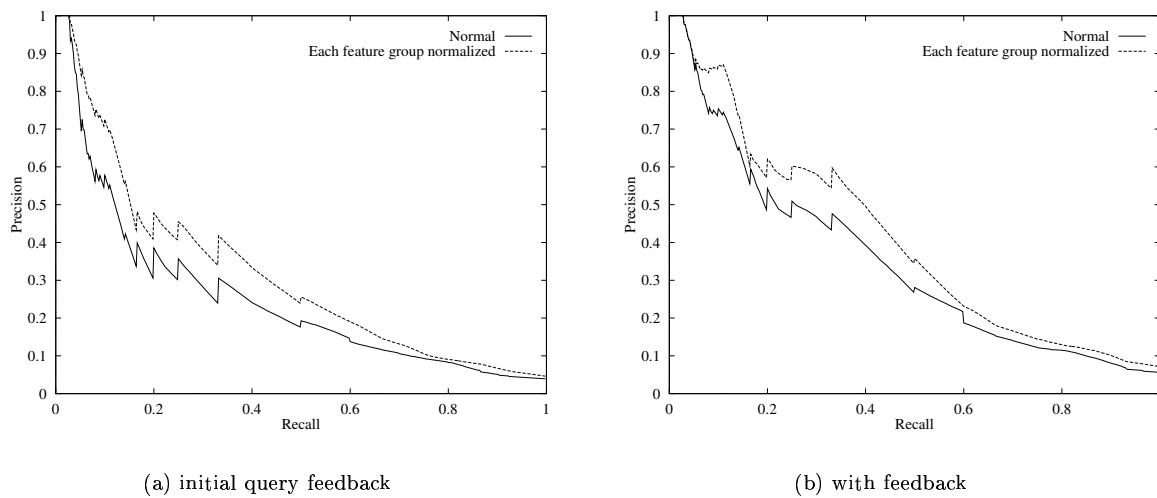 1
0.9
0.8
0.7
0.6
0.5
0.4
0.3
0.2
0.1
0
Precision
0 0.2 0.4 0.6 0.8 1
Recall
Normal
Each feature group normalized
(a) initial query feedback
1
0.9
0.8
0.7
0.6
0.5
0.4
0.3
0.2
0.1
0
Precision
0 0.2 0.4 0.6 0.8
Recall
Normal
Each feature group normalized
(b) with feedback